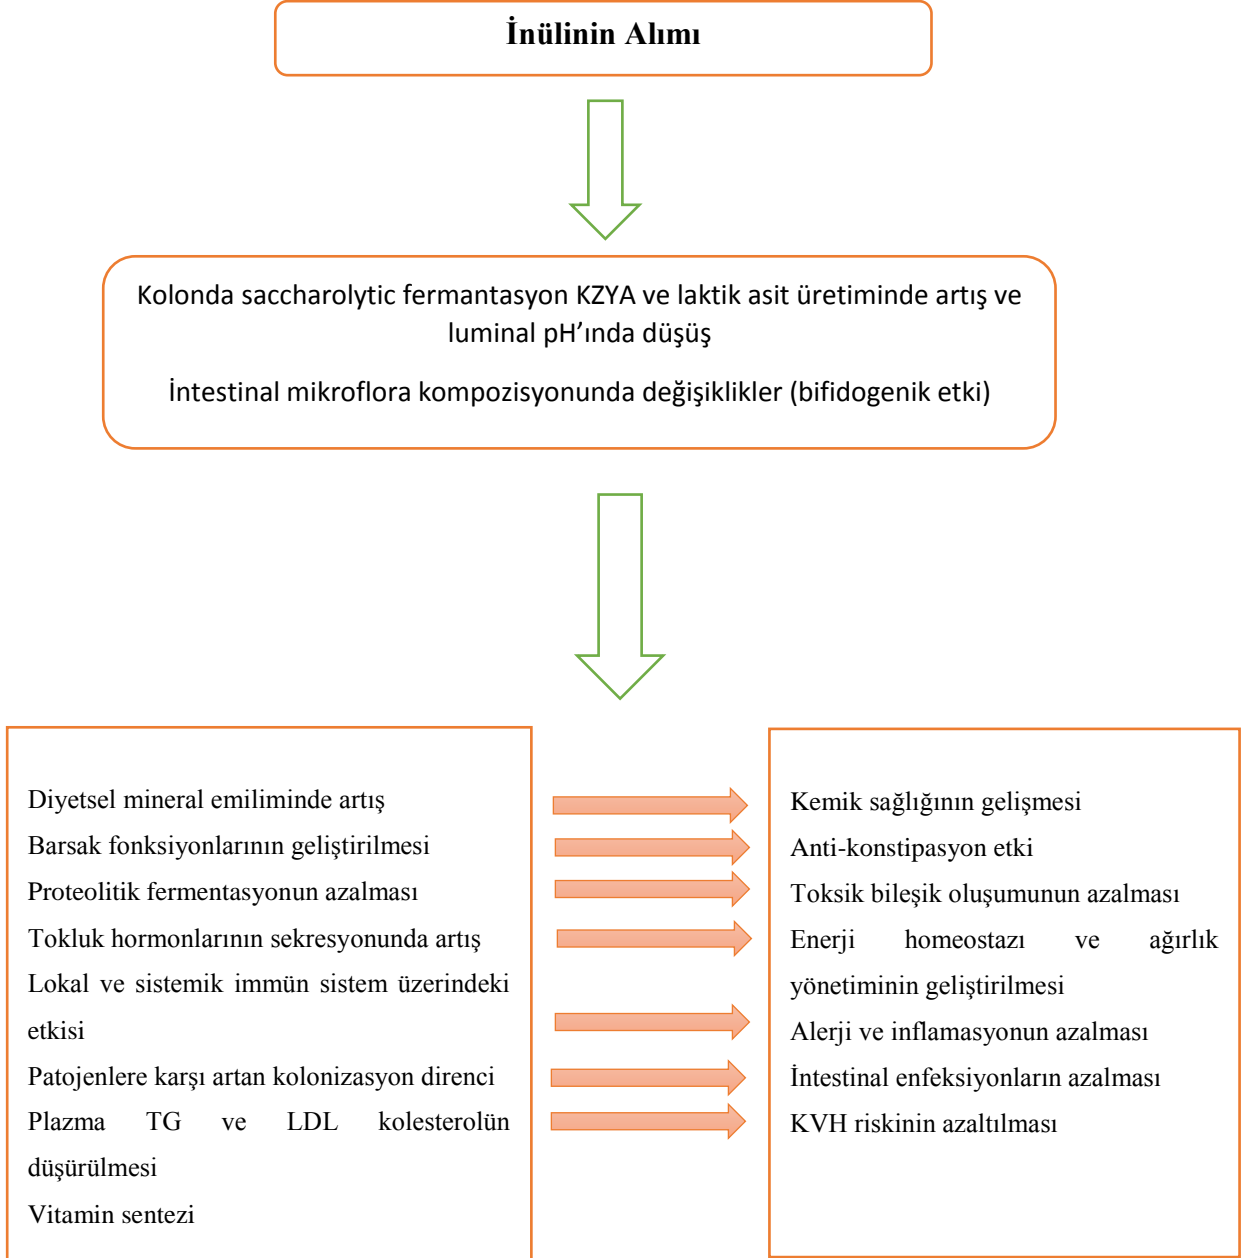 İnülinin Alımı
Kolonda saccharolytic fermantasyon KZYA ve laktik asit üretiminde artış ve
luminal pH’ında düşüş
İntestinal mikroflora kompozisyonunda değişiklikler (bifidogenik etki)
Diyetsel mineral emiliminde artış
Barsak fonksiyonlarının geliştirilmesi
Proteolitik fermentasyonun azalması
Tokluk hormonlarının sekresyonunda artış
Lokal ve sistemik immün sistem üzerindeki
etkisi
Patojenlere karşı artan kolonizasyon direnci
Plazma TG ve LDL kolesterolün
düşürülmesi
Vitamin sentezi
Kemik sağlığının gelişmesi
Anti-konstipasyon etki
Toksik bileşik oluşumunun azalması
Enerji homeostazı ve ağırlık
yönetiminin geliştirilmesi
Alerji ve inflamasyonun azalması
İntestinal enfeksiyonların azalması
KVH riskinin azaltılması